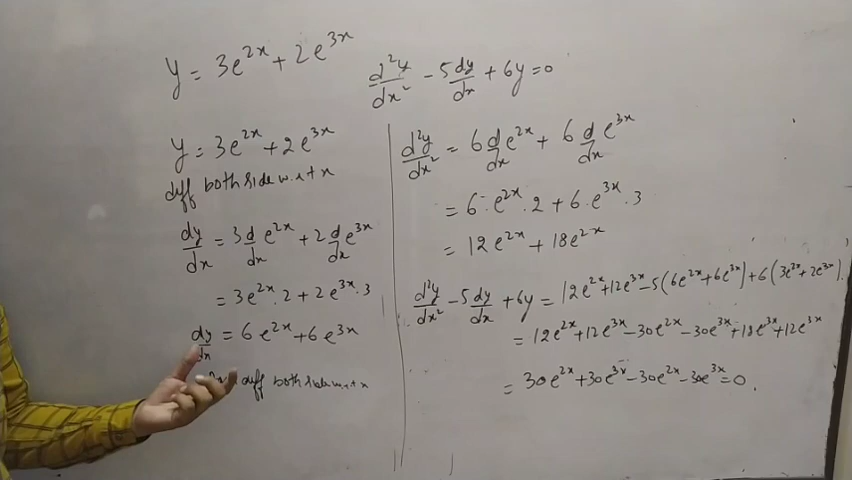 y = 3e^{2x} + 2e^{3x}
d²y/dx² - 5dy/dx + 6y = 0
y = 3e^{2x} + 2e^{3x}
diff both side w.r.t x
dy/dx = 3 d/dx e^{2x} + 2 d/dx e^{3x}
= 3e^{2x}.2 + 2e^{3x}.3
dy/dx = 6e^{2x} + 6e^{3x}
diff both side w.r.t x
d²y/dx² = 6 d/dx e^{2x} + 6 d/dx e^{3x}
= 6.e^{2x}.2 + 6.e^{3x}.3
= 12e^{2x} + 18e^{2x}
d²y/dx² - 5dy/dx + 6y = 12e^{2x} + 12e^{3x} - 5(6e^{2x} + 6e^{3x}) + 6(3e^{2x} + 2e^{3x}).
= 12e^{2x} + 12e^{3x} - 30e^{2x} - 30e^{3x} + 18e^{3x} + 12e^{3x}
= 30e^{2x} + 30e^{3x} - 30e^{2x} - 30e^{3x} = 0.